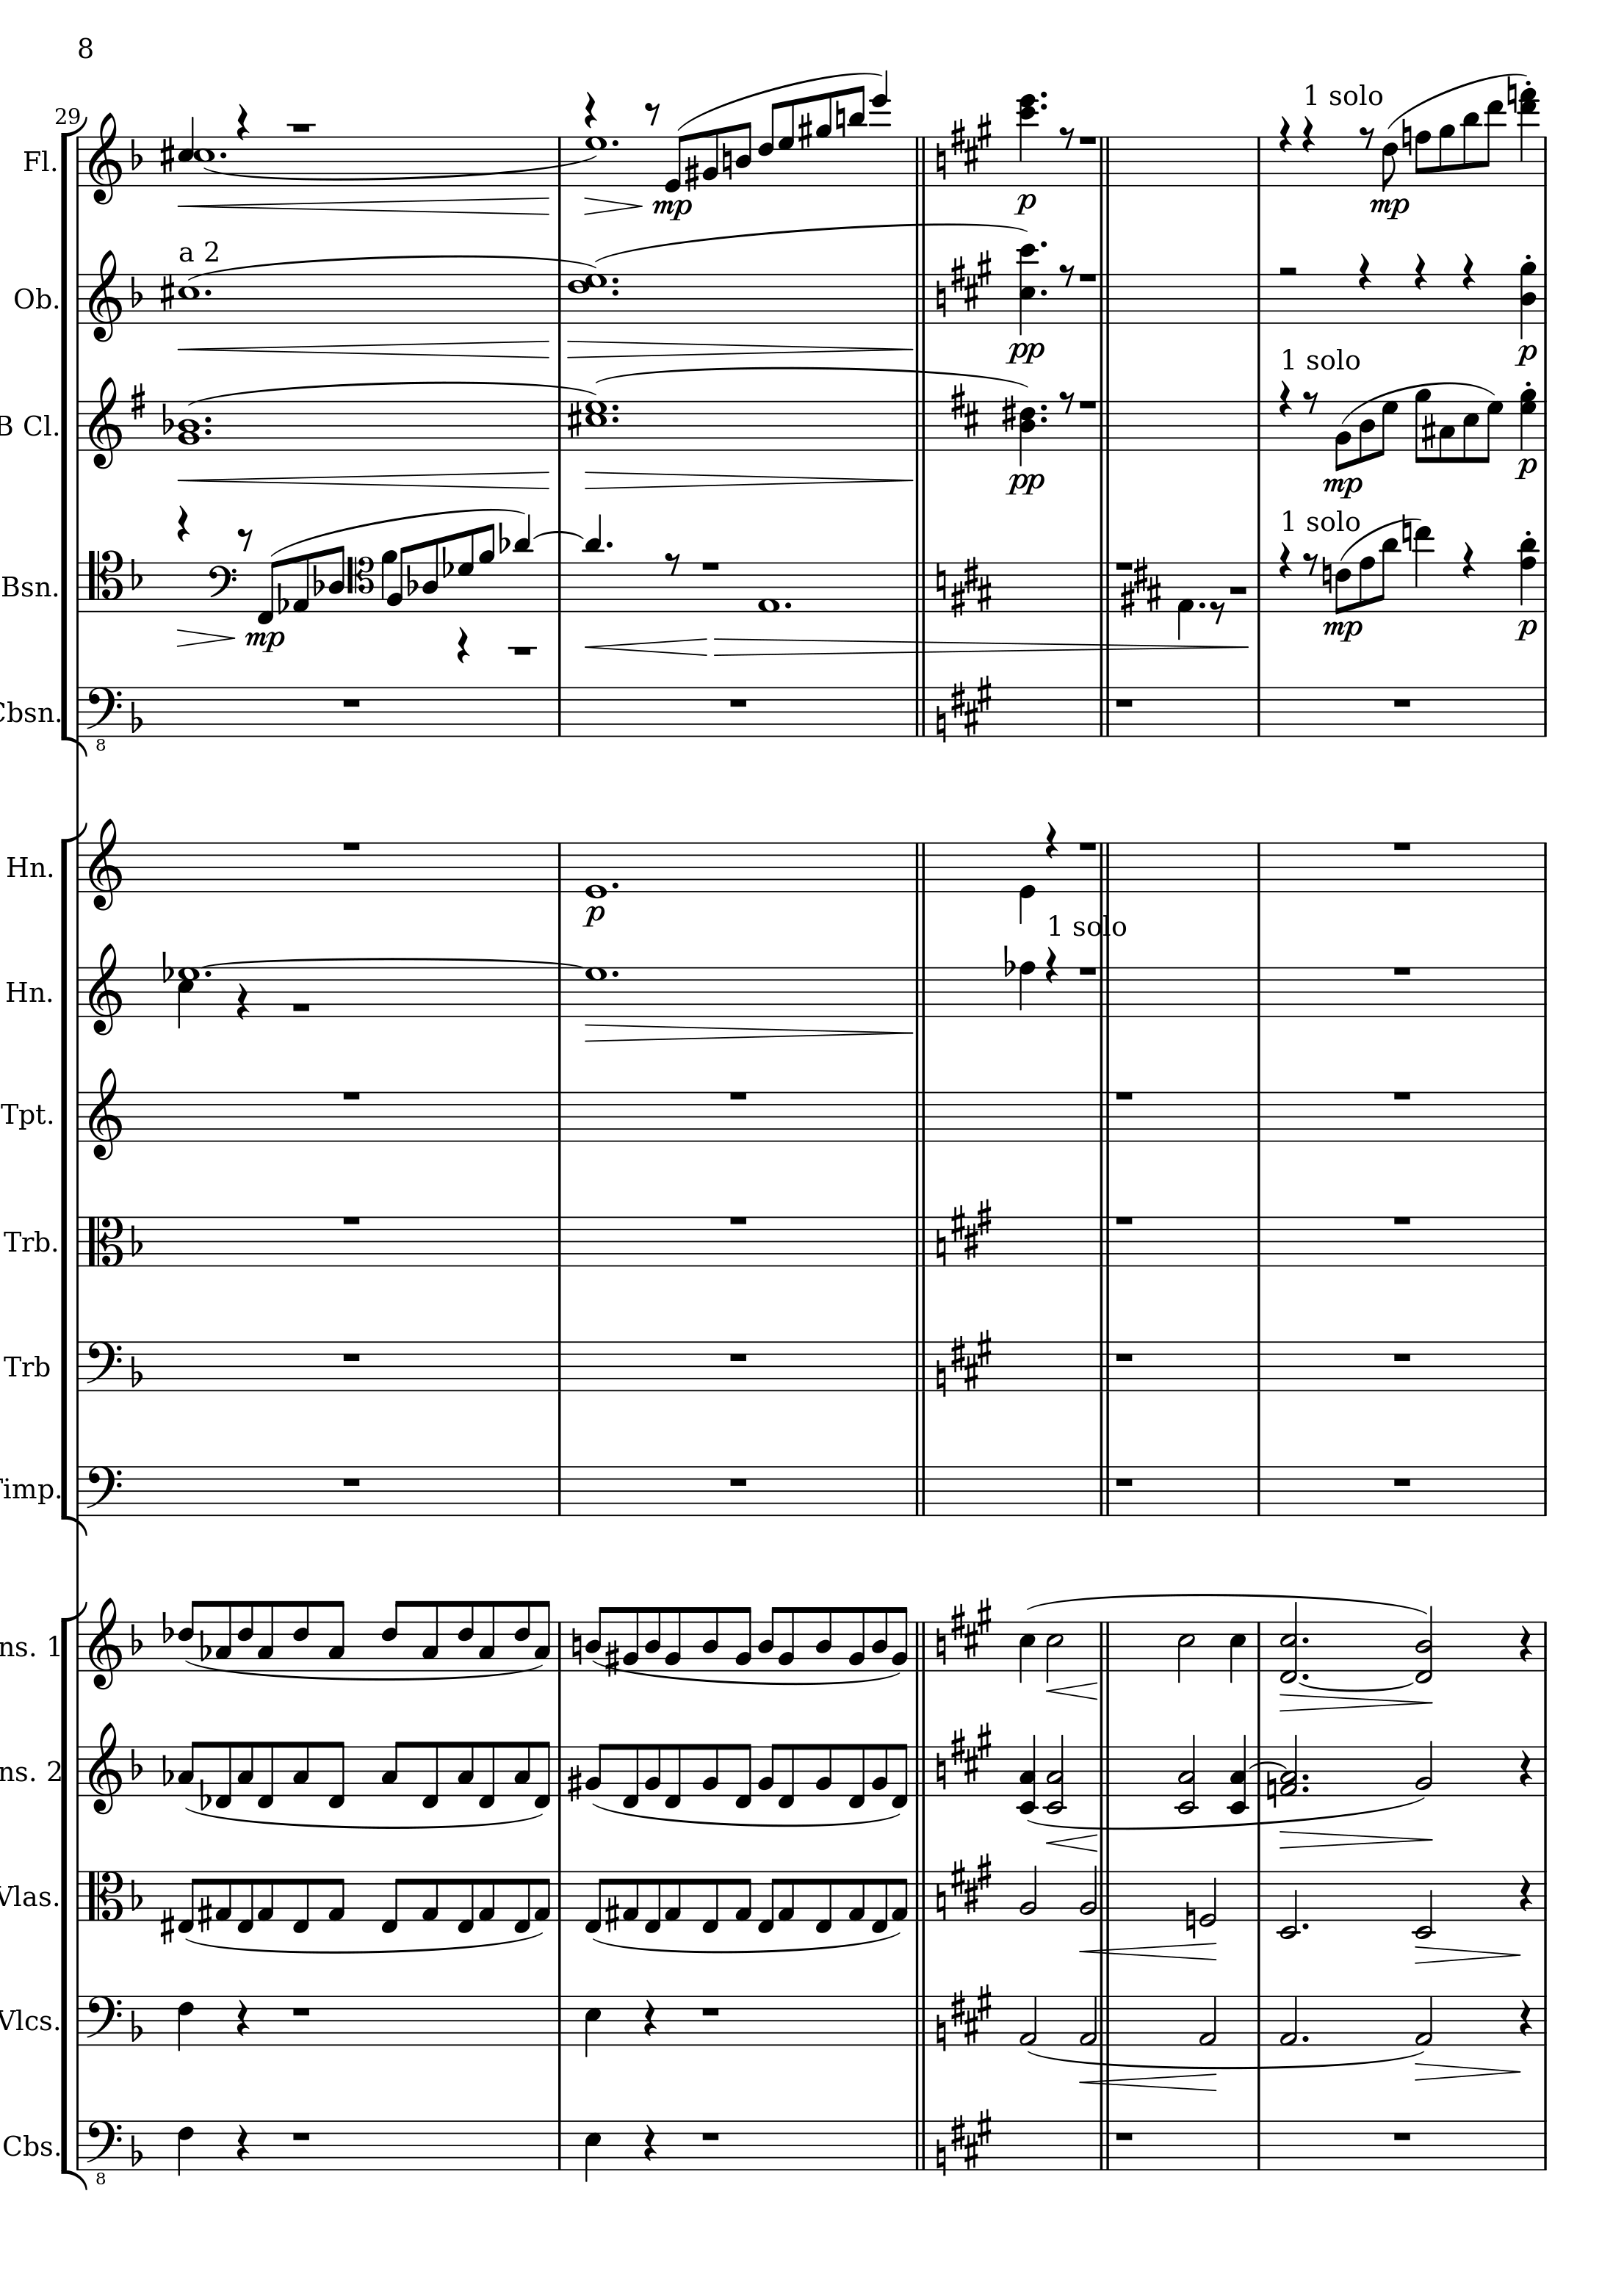 8
29
Fl.
1 solo
mp
p
mp
a 2
Ob.
pp
p
1 solo
B Cl.
pp
mp
p
1 solo
Bsn.
mp
mp
p
Cbsn.
8
Hn.
p
1 solo
Hn.
Tpt.
Trb.
Trb
Timp.
ns. 1
ns. 2
Vlas.
Vlcs.
Cbs.
8